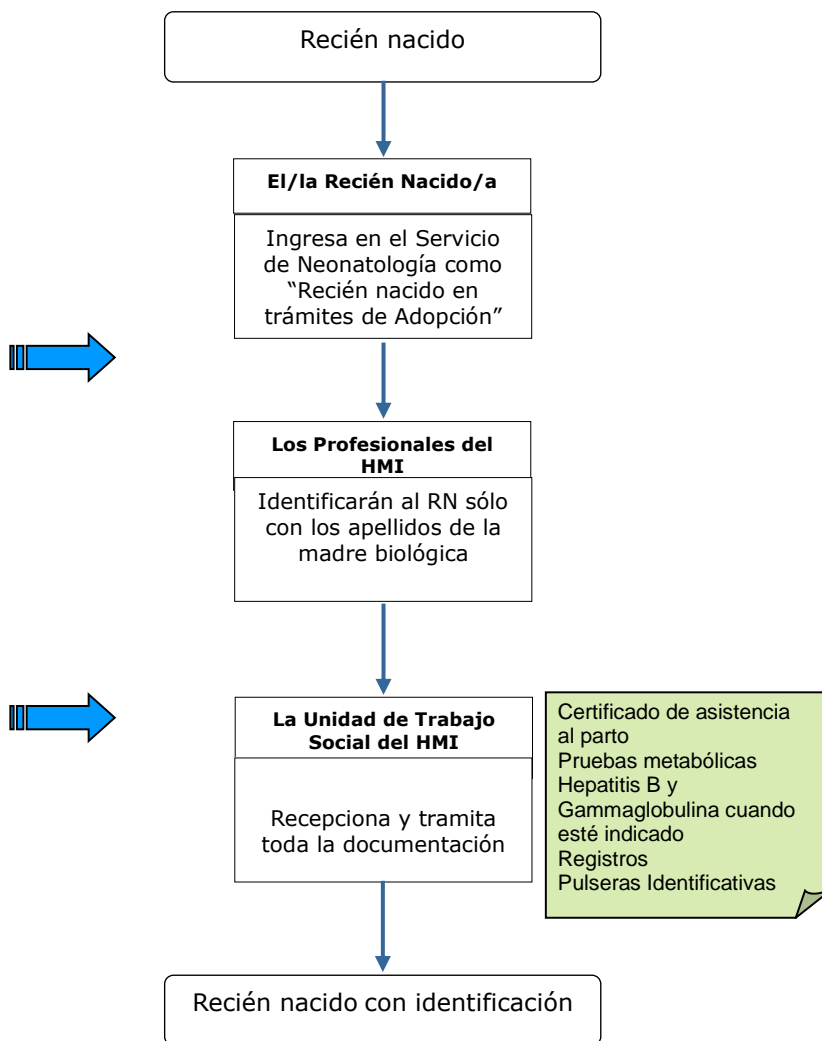 Recién nacido
El/la Recién Nacido/a
Ingresa en el Servicio
de Neonatología como
“Recién nacido en
trámites de Adopción”
Los Profesionales del
HMI
Identificarán al RN sólo
con los apellidos de la
madre biológica
La Unidad de Trabajo
Social del HMI
Recepciona y tramita
toda la documentación
Certificado de asistencia
al parto
Pruebas metabólicas
Hepatitis B y
Gammaglobulina cuando
esté indicado
Registros
Pulseras Identificativas
Recién nacido con identificación